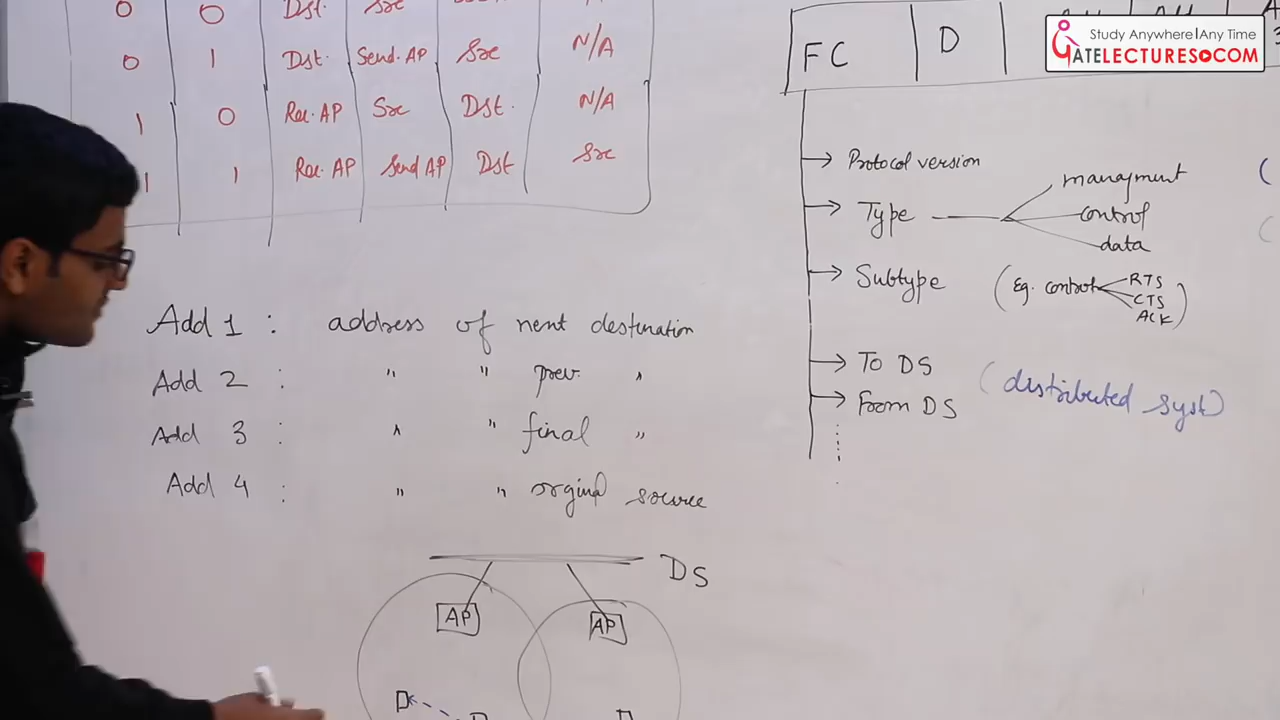 0 0 Dst. Src
0 1 Dst. Send. AP Src N/A
1 0 Rec. AP Src Dst. N/A
1 1 Rec. AP Send AP Dst Src
Add 1 : address of next destination
Add 2 : " " prev. "
Add 3 : " " final "
Add 4 : " " orginal source
DS
AP AP
FC D
Protocol version
Type managment
control
data
Subtype (Eg. control RTS
CTS
ACK)
To DS
From DS
(distributed syst)
Study Anywhere|Any Time
GATELECTURES.COM